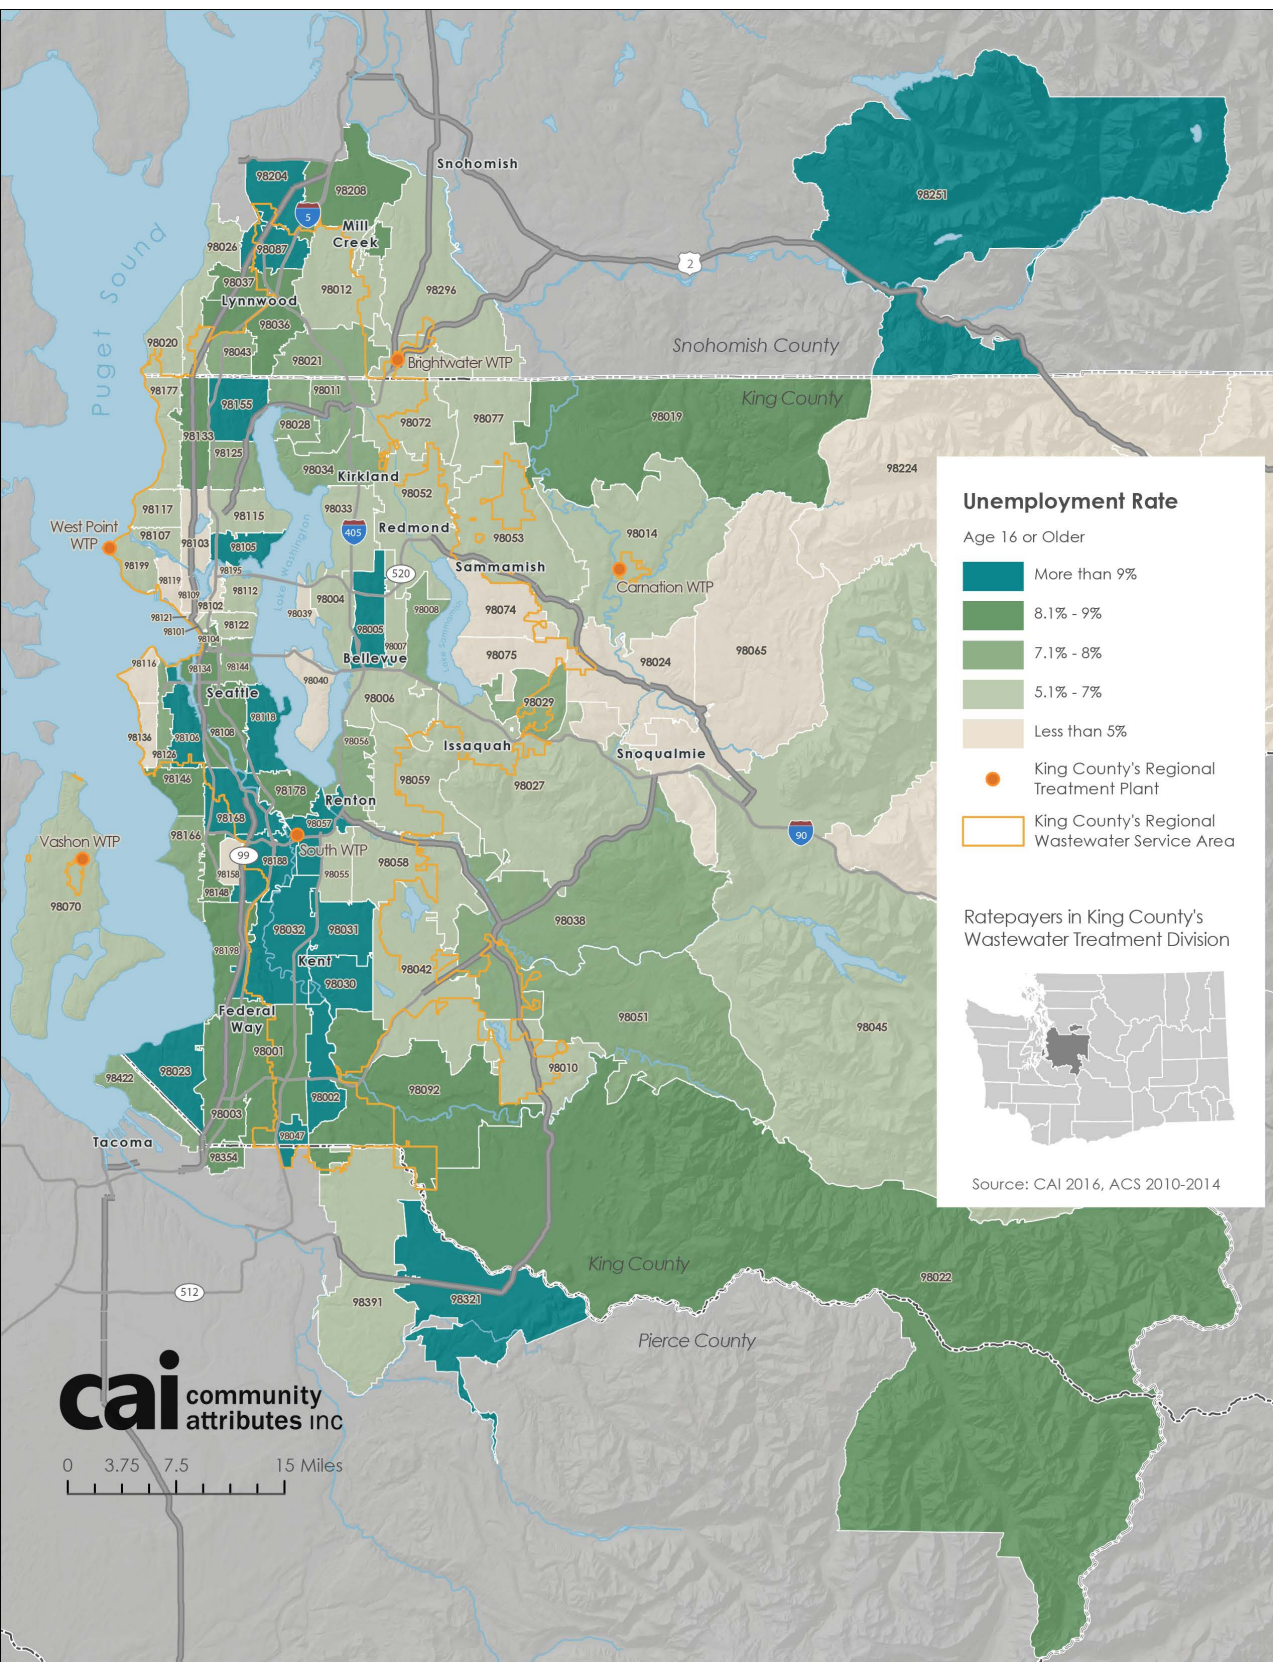 Snohomish
98204
98208
5
Mill
Creek
98251
98026
98087
2
98037
Lynnwood
98012
98296
98036
98020
98043
98021
Brightwater WTP
Snohomish County
Puget Sound
King County
98177
98011
98155
98133
98028
98072
98077
98019
98125
98034
Kirkland
98224
98052
98117
98115
98033
West Point
WTP
98107
98103
405
Redmond
98053
98014
98105
98199
98195
98119
98109
98112
98102
Lake Washington
98004
98039
520
Sammamish
Carnation WTP
98074
98008
98121
98101
98122
98104
98005
98007
Lake Sammamish
98116
98134
98144
Bellevue
98075
98024
98065
98040
Seattle
98006
98029
98118
98136
98106
98108
98126
98056
Issaquah
Snoqualmie
98146
98178
98059
98027
Renton
98168
98057
90
98166
Vashon WTP
99
South WTP
98188
98158
98055
98058
98148
98070
98032
98031
98038
98198
Kent
98030
98042
Federal
Way
98001
98051
98045
98422
98023
98010
98092
98002
98003
98047
Tacoma
98354
King County
98022
512
98391
98321
Pierce County
Unemployment Rate
Age 16 or Older
More than 9%
8.1% - 9%
7.1% - 8%
5.1% - 7%
Less than 5%
King County's Regional
Treatment Plant
King County's Regional
Wastewater Service Area
Ratepayers in King County's
Wastewater Treatment Division
Source: CAI 2016, ACS 2010-2014
cai community
attributes inc
0 3.75 7.5 15 Miles